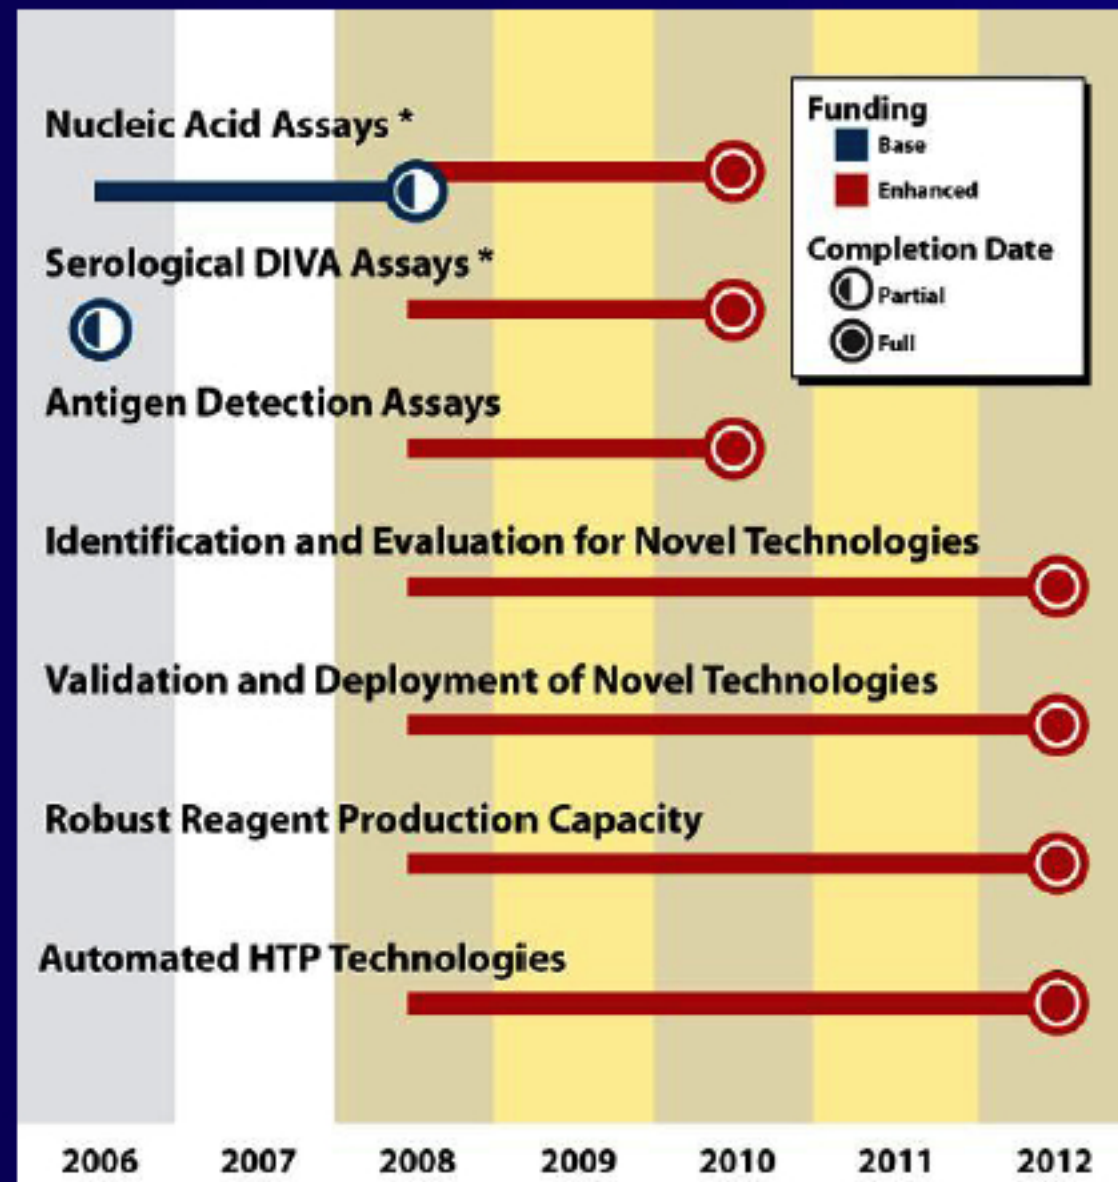 Nucleic Acid Assays *
Serological DIVA Assays *
Antigen Detection Assays
Identification and Evaluation for Novel Technologies
Validation and Deployment of Novel Technologies
Robust Reagent Production Capacity
Automated HTP Technologies
Funding
Base
Enhanced
Completion Date
Partial
Full
2006 2007 2008 2009 2010 2011 2012